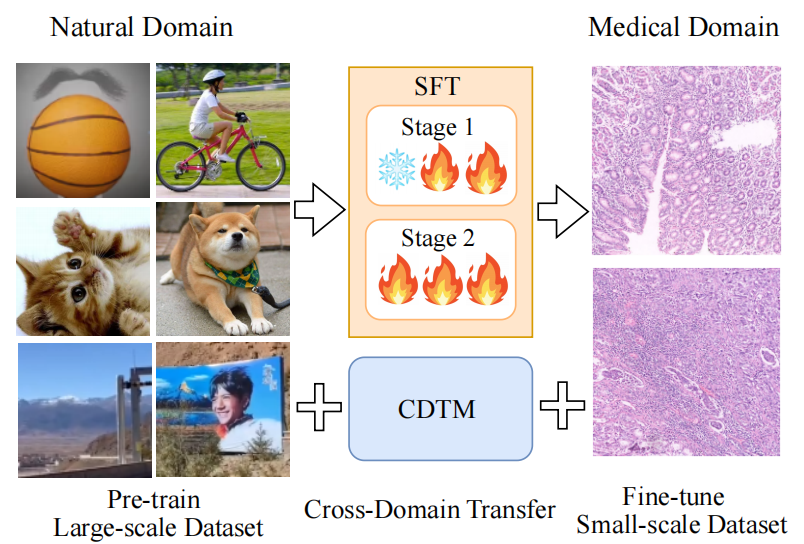 Natural Domain
Medical Domain
SFT
Stage 1
Stage 2
CDTM
Pre-train
Large-scale Dataset
Cross-Domain Transfer
Fine-tune
Small-scale Dataset